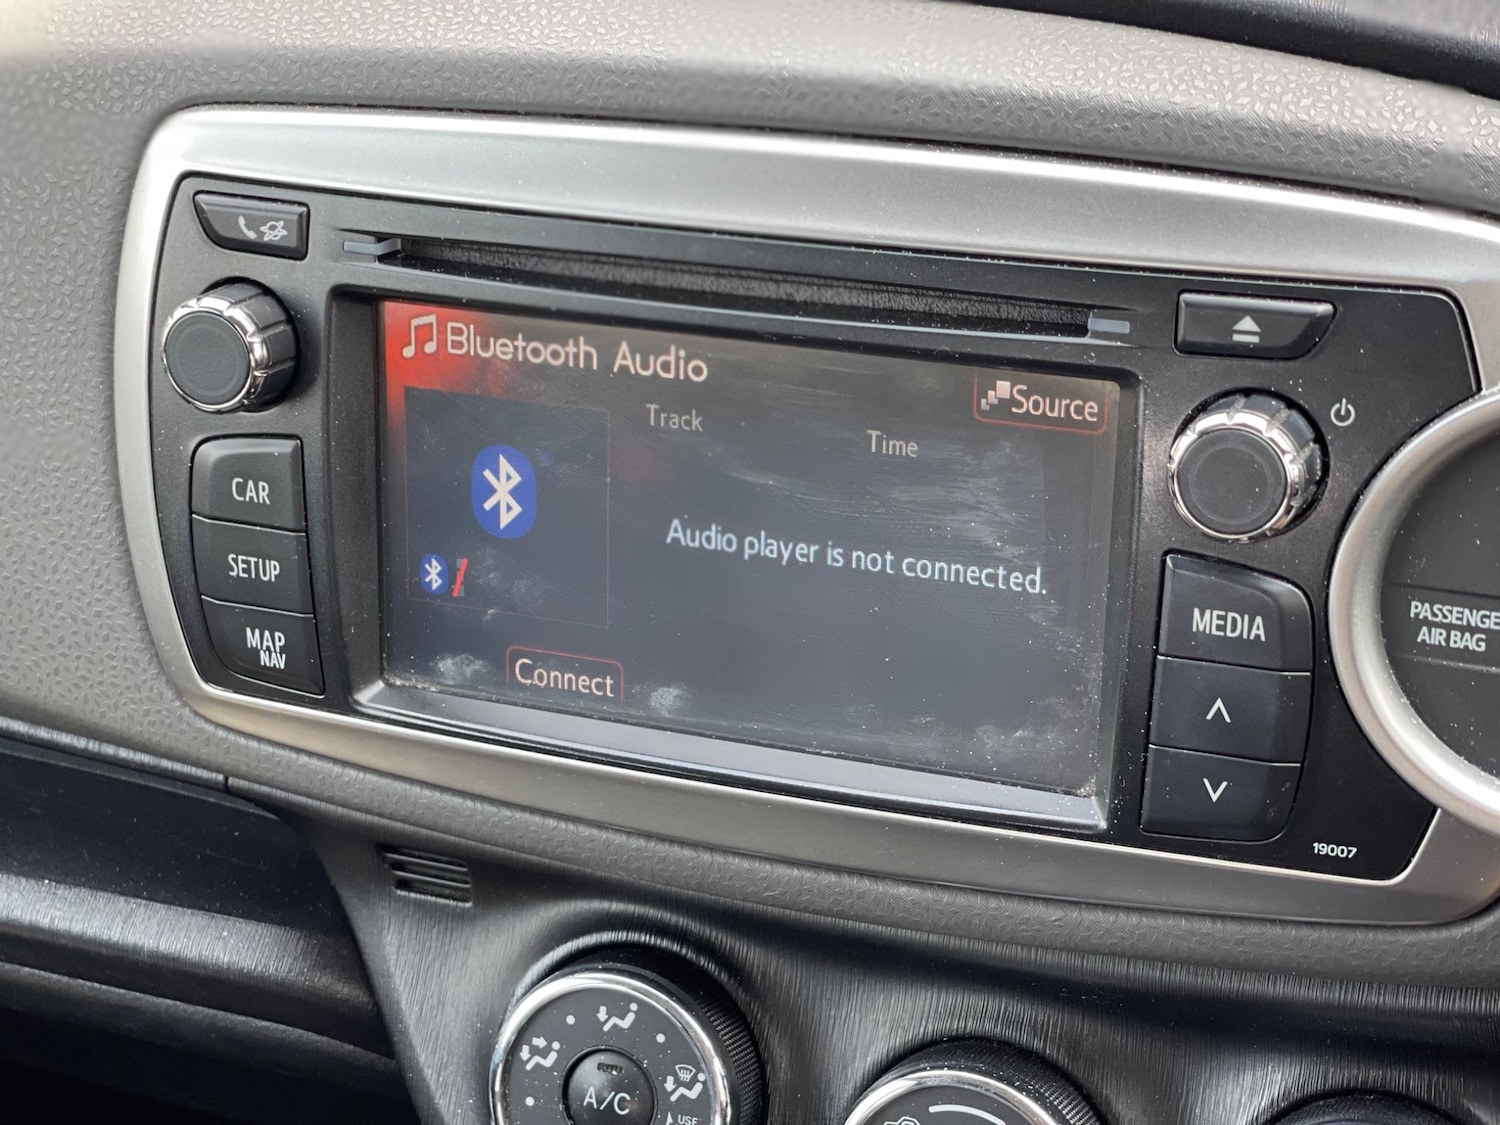 Bluetooth Audio
Source
Track
Time
Audio player is not connected.
Connect
CAR
SETUP
MAP
NAV
MEDIA
19007
PASSENGE
AIR BAG
A/C
USE